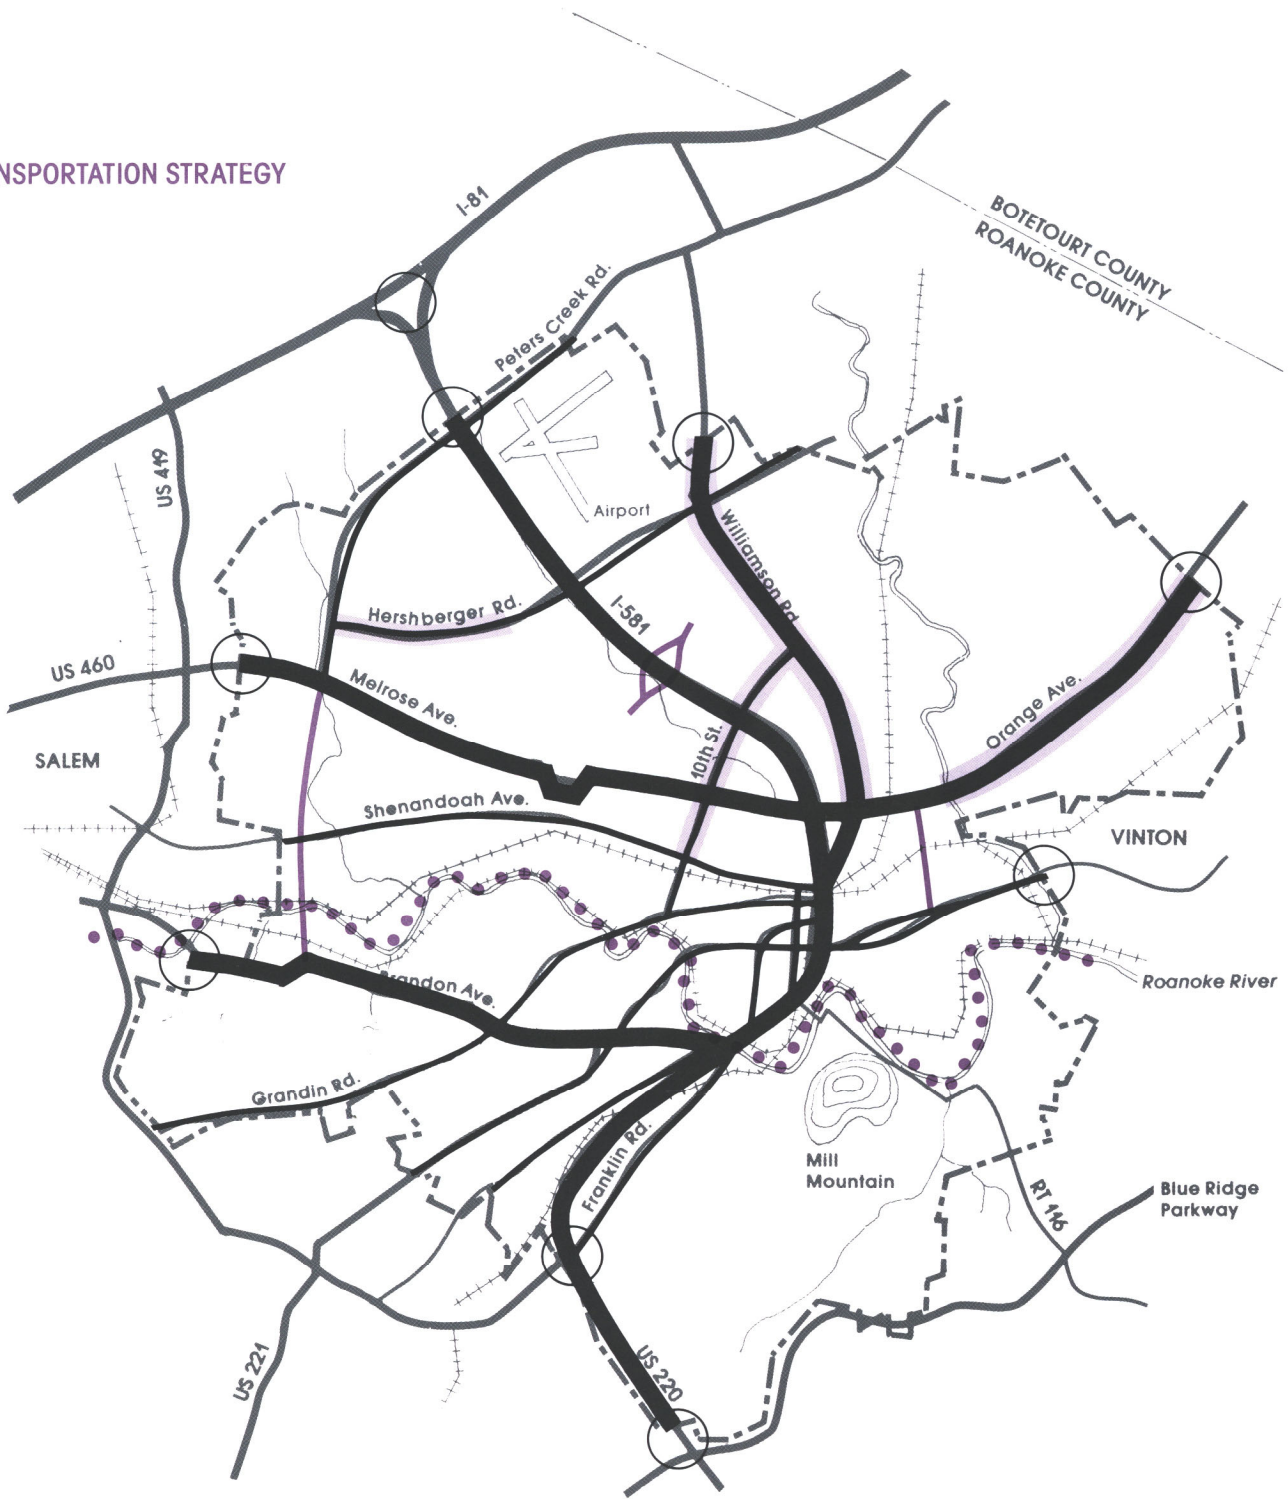 NSPORTATION STRATEGY
I-81
BOTETOURT COUNTY
ROANOKE COUNTY
Peters Creek Rd.
US 419
Airport
Williamson Rd
Hershberger Rd.
I-581
US 460
Melrose Ave.
Orange Ave.
SALEM
10th St.
Shenandoah Ave.
VINTON
Brandon Ave.
Roanoke River
Grandin Rd.
Franklin Rd.
Mill
Mountain
RT 116
Blue Ridge
Parkway
US 221
US 220